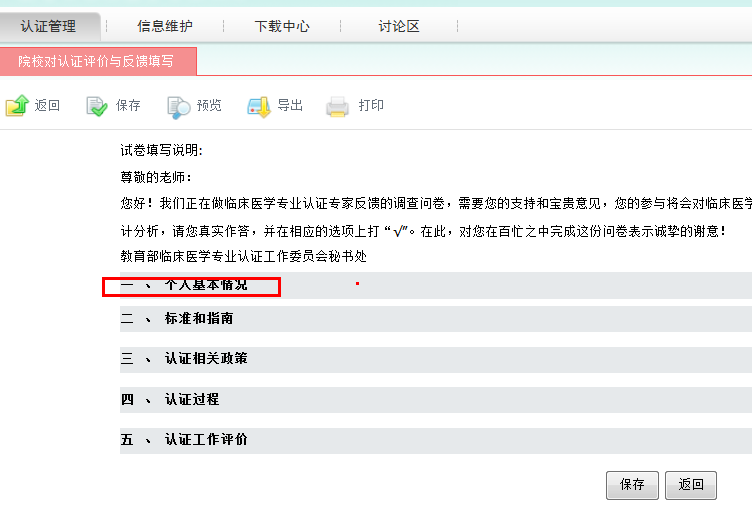 认证管理 信息维护 下载中心 讨论区
院校对认证评价与反馈填写
返回 保存 预览 导出 打印
试卷填写说明:
尊敬的老师:
您好！我们正在做临床医学专业认证专家反馈的调查问卷，需要您的支持和宝贵意见，您的参与将会对临床医学
计分析，请您真实作答，并在相应的选项上打“√”。在此，对您在百忙之中完成这份问卷表示诚挚的谢意！
教育部临床医学专业认证工作委员会秘书处
一 、 个人基本情况
二 、 标准和指南
三 、 认证相关政策
四 、 认证过程
五 、 认证工作评价
保存 返回